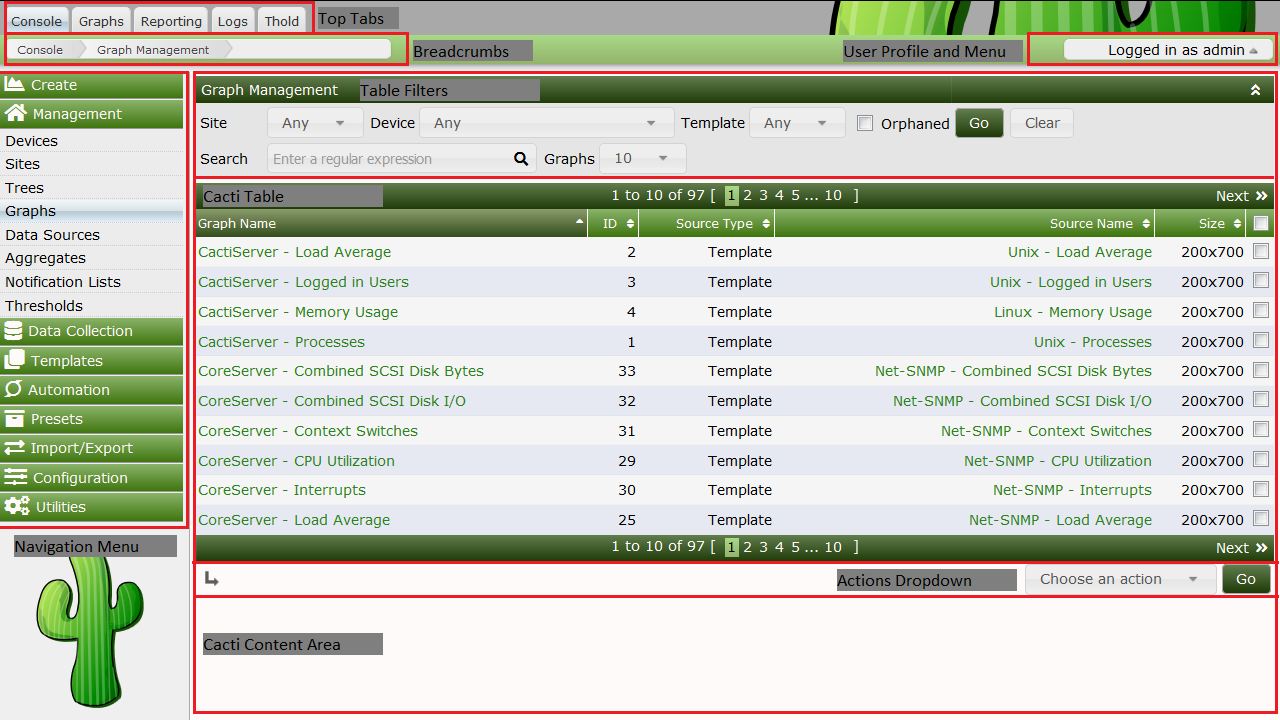 Console Graphs Reporting Logs Thold Top Tabs
Console Graph Management Breadcrumbs User Profile and Menu Logged in as admin
Create
Management
Devices
Sites
Trees
Graphs
Data Sources
Aggregates
Notification Lists
Thresholds
Data Collection
Templates
Automation
Presets
Import/Export
Configuration
Utilities
Navigation Menu
Graph Management Table Filters
Site Any Device Any Template Any Orphaned Go Clear
Search Enter a regular expression Graphs 10
Cacti Table 1 to 10 of 97 [ 1 2 3 4 5 ... 10 ] Next
Graph Name ID Source Type Source Name Size
CactiServer - Load Average 2 Template Unix - Load Average 200x700
CactiServer - Logged in Users 3 Template Unix - Logged in Users 200x700
CactiServer - Memory Usage 4 Template Linux - Memory Usage 200x700
CactiServer - Processes 1 Template Unix - Processes 200x700
CoreServer - Combined SCSI Disk Bytes 33 Template Net-SNMP - Combined SCSI Disk Bytes 200x700
CoreServer - Combined SCSI Disk I/O 32 Template Net-SNMP - Combined SCSI Disk I/O 200x700
CoreServer - Context Switches 31 Template Net-SNMP - Context Switches 200x700
CoreServer - CPU Utilization 29 Template Net-SNMP - CPU Utilization 200x700
CoreServer - Interrupts 30 Template Net-SNMP - Interrupts 200x700
CoreServer - Load Average 25 Template Net-SNMP - Load Average 200x700
1 to 10 of 97 [ 1 2 3 4 5 ... 10 ] Next
Actions Dropdown Choose an action Go
Cacti Content Area